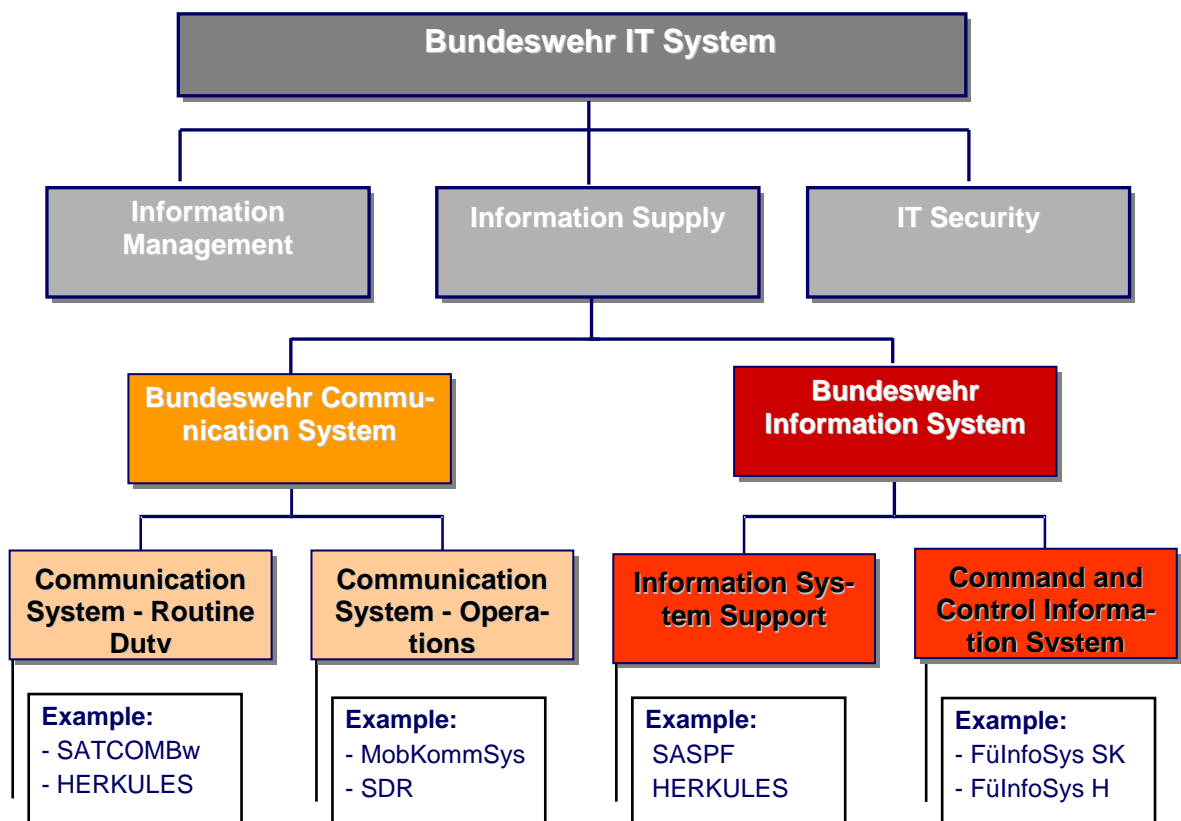 Bundeswehr IT System
Information
Management
Information Supply
IT Security
Bundeswehr Commu-
nication System
Bundeswehr
Information System
Communication
System - Routine
Duty
Communication
System - Opera-
tions
Information Sys-
tem Support
Command and
Control Informa-
tion System
Example:
- SATCOMBw
- HERKULES
Example:
- MobKommSys
- SDR
Example:
SASPF
HERKULES
Example:
- FüInfoSys SK
- FüInfoSys H